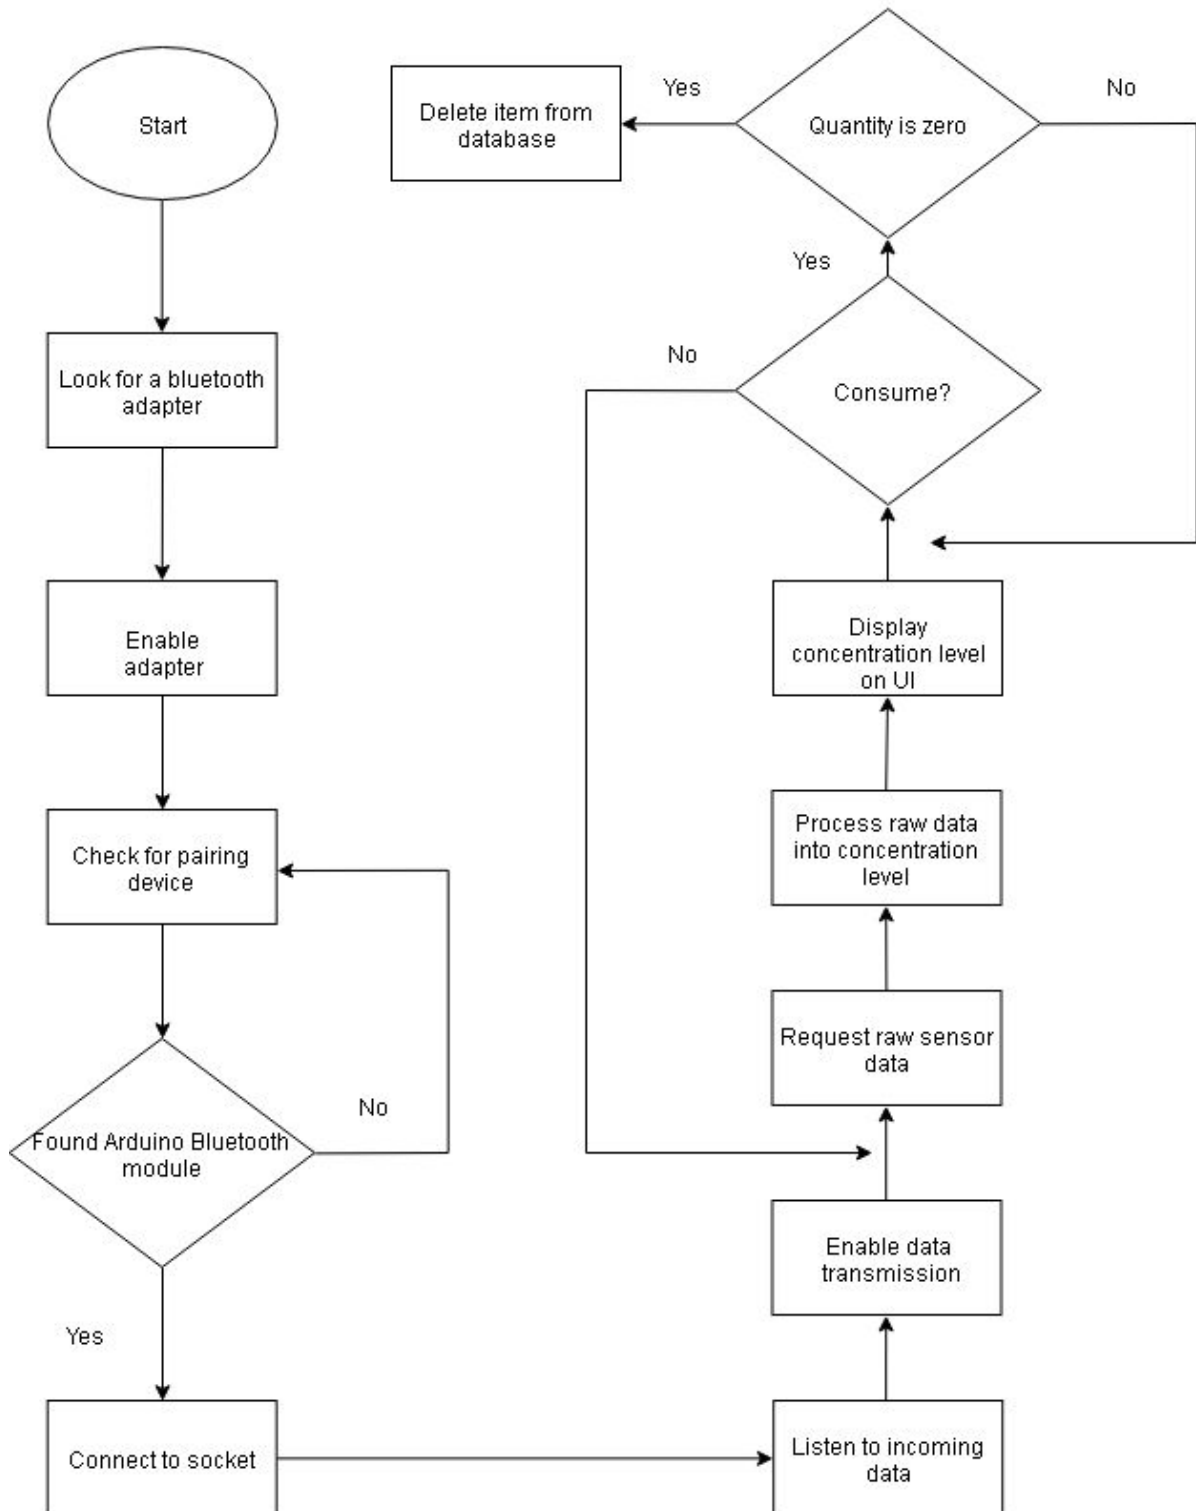 Start
Look for a bluetooth
adapter
Enable
adapter
Check for pairing
device
No
Found Arduino Bluetooth
module
Yes
Connect to socket
Listen to incoming
data
Enable data
transmission
Request raw sensor
data
Process raw data
into concentration
level
Display
concentration level
on UI
Consume?
No
Yes
Quantity is zero
No
Yes
Delete item from
database